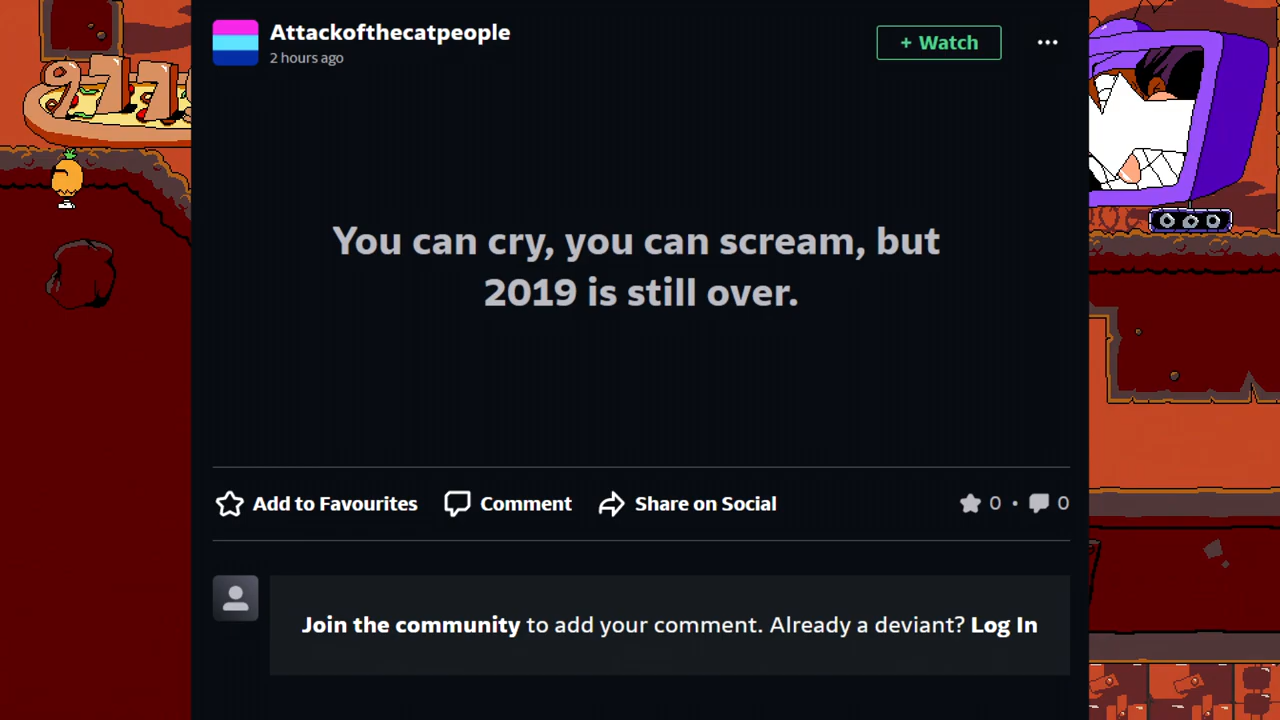 Attackofthecatpeople
2 hours ago
+ Watch
You can cry, you can scream, but
2019 is still over.
Add to Favourites
Comment
Share on Social
0 • 0
Join the community to add your comment. Already a deviant? Log In